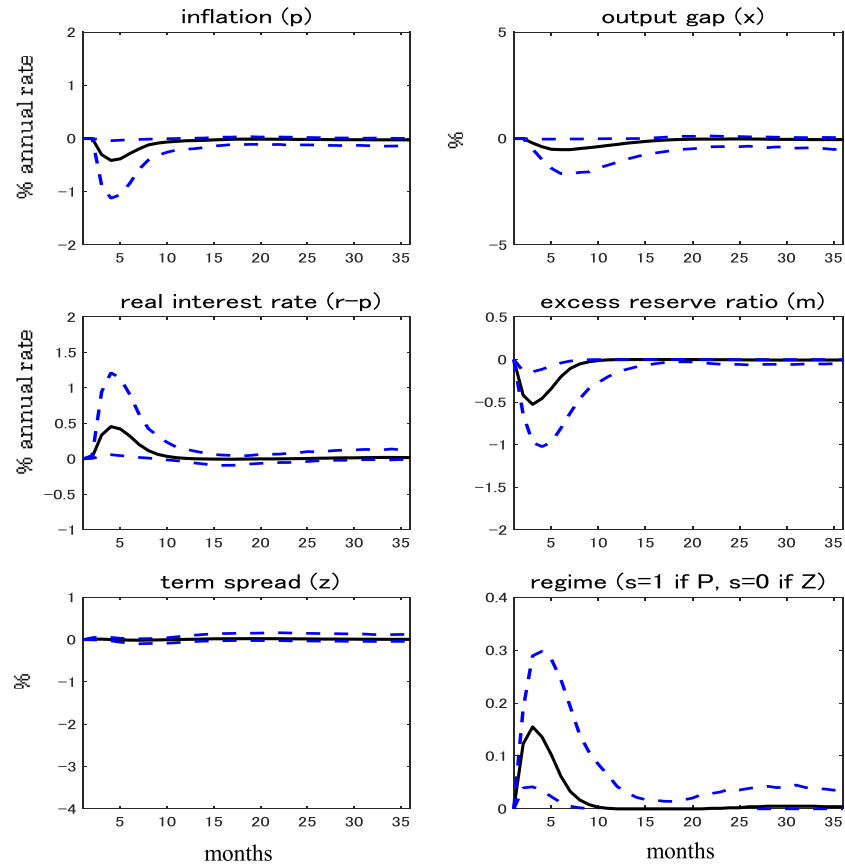 inflation (p)
% annual rate
2
1
0
−1
−2
5 10 15 20 25 30 35
output gap (x)
%
5
0
−5
5 10 15 20 25 30 35
real interest rate (r−p)
% annual rate
2
1.5
1
0.5
0
−0.5
−1
5 10 15 20 25 30 35
excess reserve ratio (m)
0.5
0
−0.5
−1
−1.5
−2
5 10 15 20 25 30 35
term spread (z)
%
1
0
−1
−2
−3
−4
5 10 15 20 25 30 35
months
regime (s=1 if P, s=0 if Z)
0.4
0.3
0.2
0.1
0
5 10 15 20 25 30 35
months